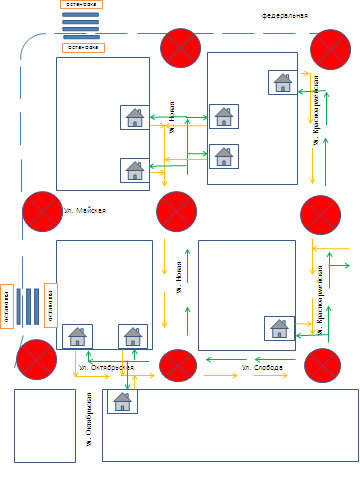 остановка
федеральная
остановка
ул. Новая
ул. Красноармейская
Ул. Майская
ул. Новая
ул. Красноармейская
остановка
остановка
Ул. Октябрьская
Ул. Слобода
ул. Октябрьская